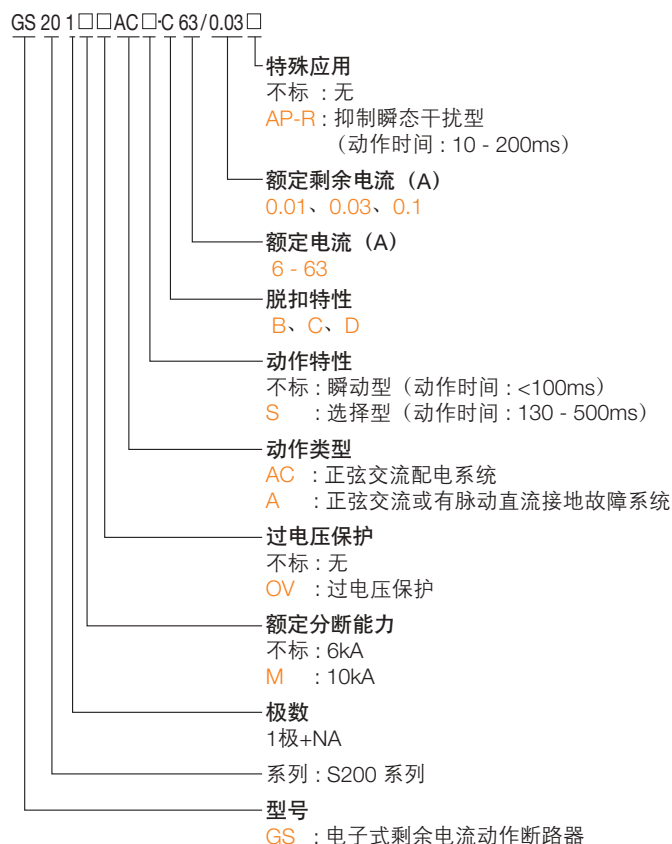 GS 20 1□□AC□-C 63/0.03□
特殊应用
不标 : 无
AP-R : 抑制瞬态干扰型
（动作时间 : 10 - 200ms）
额定剩余电流（A）
0.01、0.03、0.1
额定电流（A）
6 - 63
脱扣特性
B、C、D
动作特性
不标 : 瞬动型（动作时间 : <100ms）
S : 选择型（动作时间 : 130 - 500ms）
动作类型
AC : 正弦交流配电系统
A : 正弦交流或有脉动直流接地故障系统
过电压保护
不标 : 无
OV : 过电压保护
额定分断能力
不标 : 6kA
M : 10kA
极数
1极+NA
系列 : S200 系列
型号
GS : 电子式剩余电流动作断路器